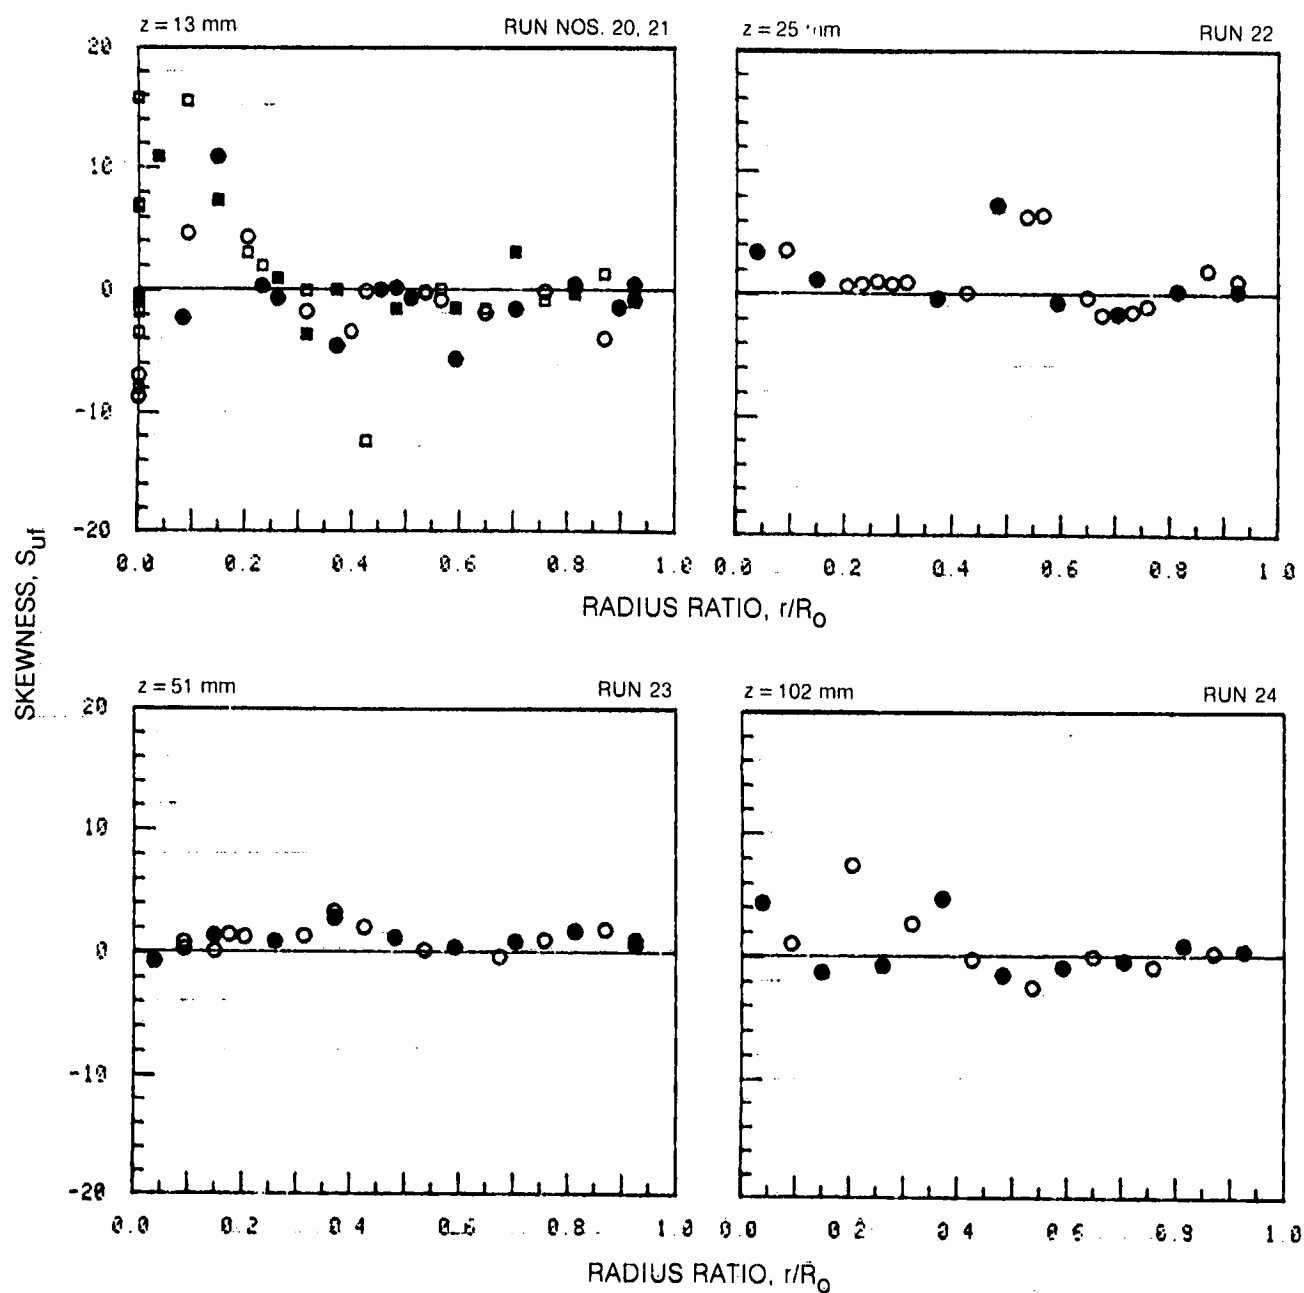 z = 13 mm
RUN NOS. 20, 21
z = 25 mm
RUN 22
20
10
0
-10
-20
0.0 0.2 0.4 0.6 0.8 1.0
0.0 0.2 0.4 0.6 0.8 1.0
RADIUS RATIO, r/Ro
SKEWNESS, Suf
z = 51 mm
RUN 23
z = 102 mm
RUN 24
20
10
0
-10
-20
0.0 0.2 0.4 0.6 0.8 1.0
0.0 0.2 0.4 0.6 0.8 1.0
RADIUS RATIO, r/Ro